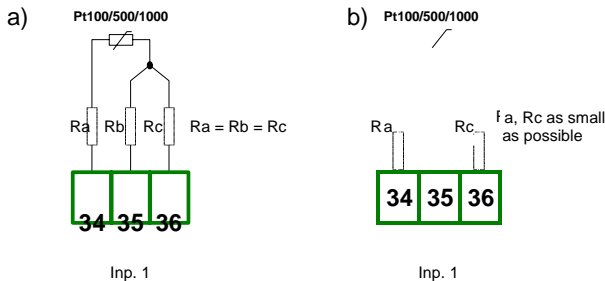 a)
Pt100/500/1000
Ra Rb Rc Ra = Rb = Rc
34 35 36
Inp. 1
b)
Pt100/500/1000
Ra Rc
a, Rc as small
as possible
34 35 36
Inp. 1